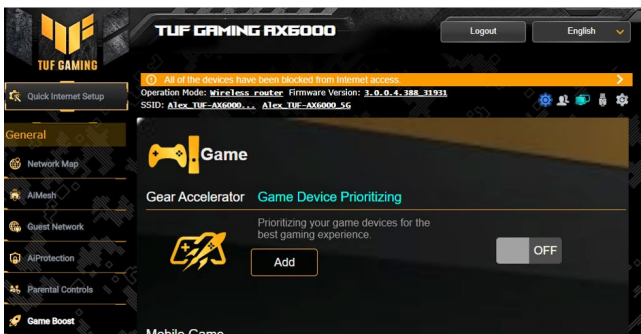 TUF GAMING AX6000
Logout
English
TUF GAMING
All of the devices have been blocked from Internet access.
Quick Internet Setup
Operation Mode: Wireless router Firmware Version: 3.0.0.4.388_31931
SSID: Alex_TUF-AX6000... Alex_TUF-AX6000_5G
General
Network Map
AiMesh
Guest Network
AiProtection
Parental Controls
Game Boost
Game
Gear Accelerator Game Device Prioritizing
Prioritizing your game devices for the
best gaming experience.
Add
OFF
Mobile Game